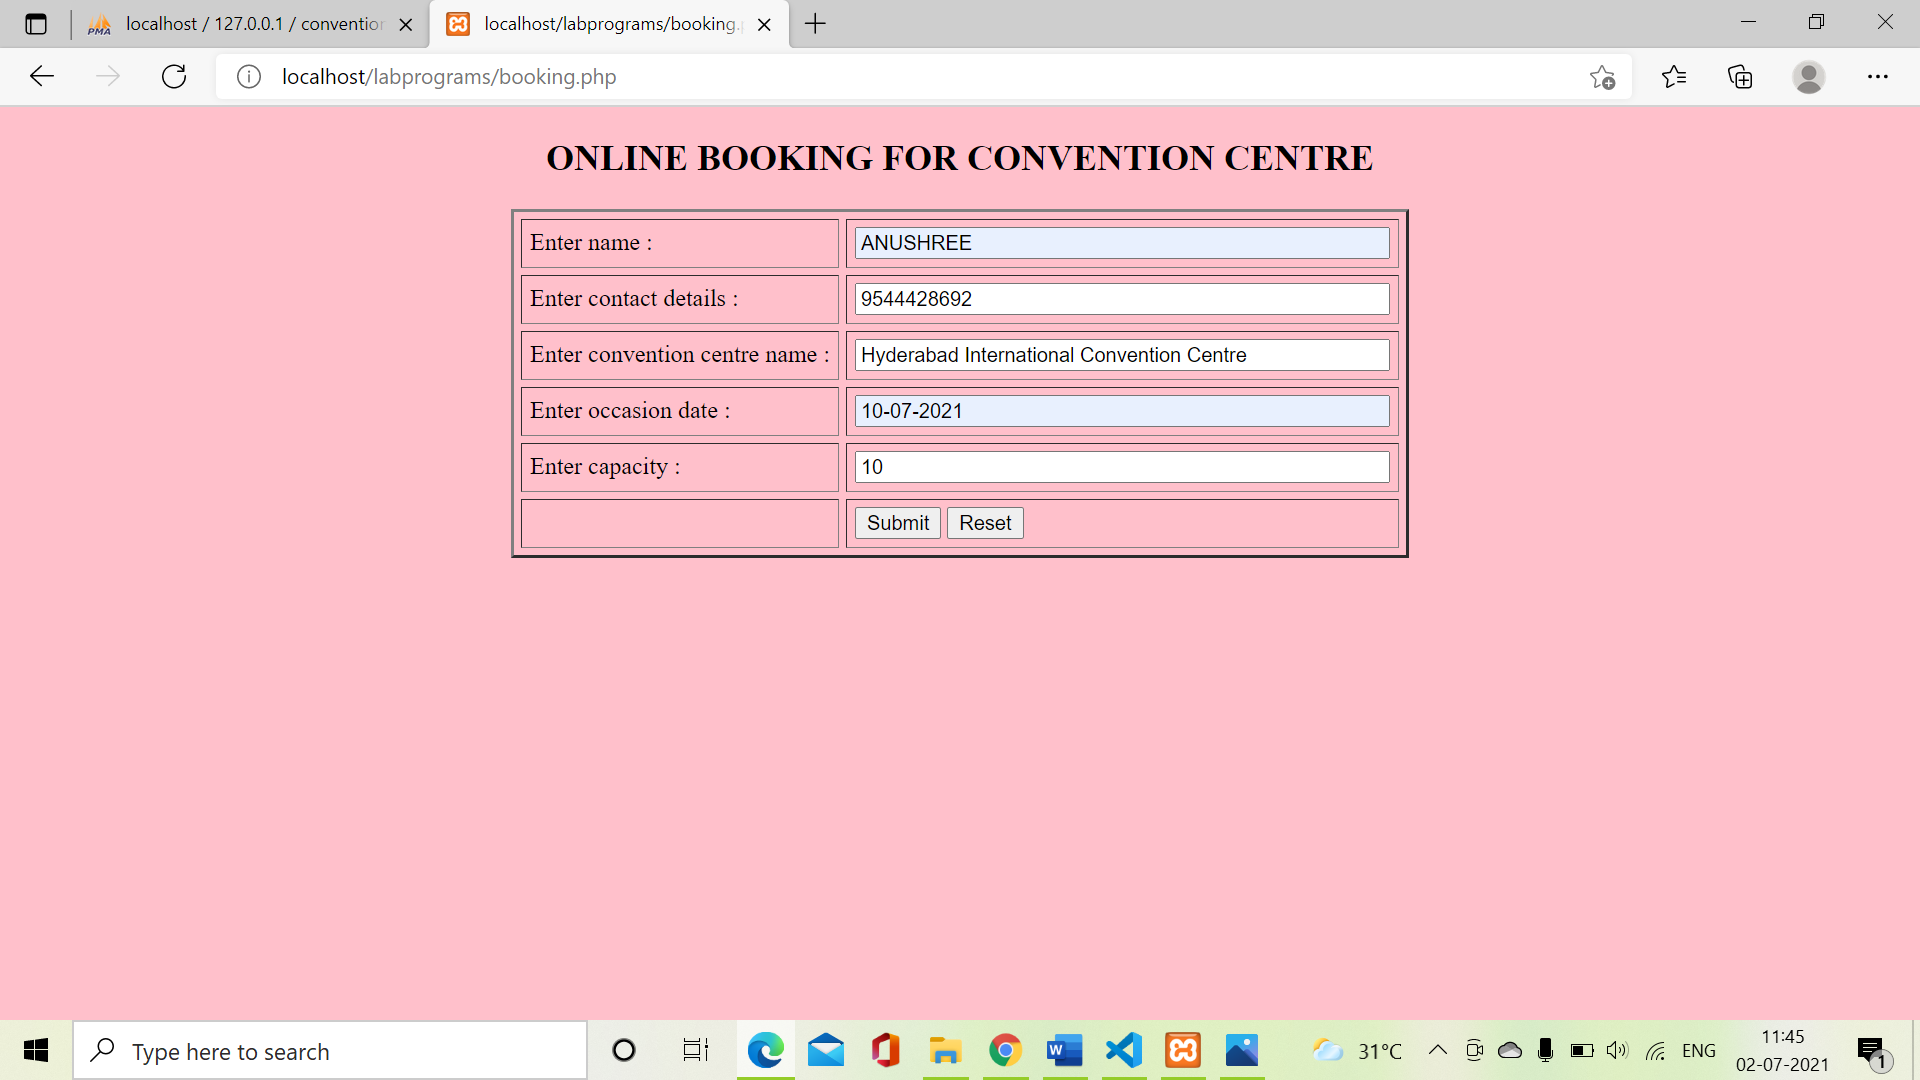 localhost / 127.0.0.1 / convention
localhost/labprograms/booking.p
localhost/labprograms/booking.php
ONLINE BOOKING FOR CONVENTION CENTRE
Enter name : ANUSHREE
Enter contact details : 9544428692
Enter convention centre name : Hyderabad International Convention Centre
Enter occasion date : 10-07-2021
Enter capacity : 10
Submit Reset
Type here to search
31°C
ENG
11:45
02-07-2021
1